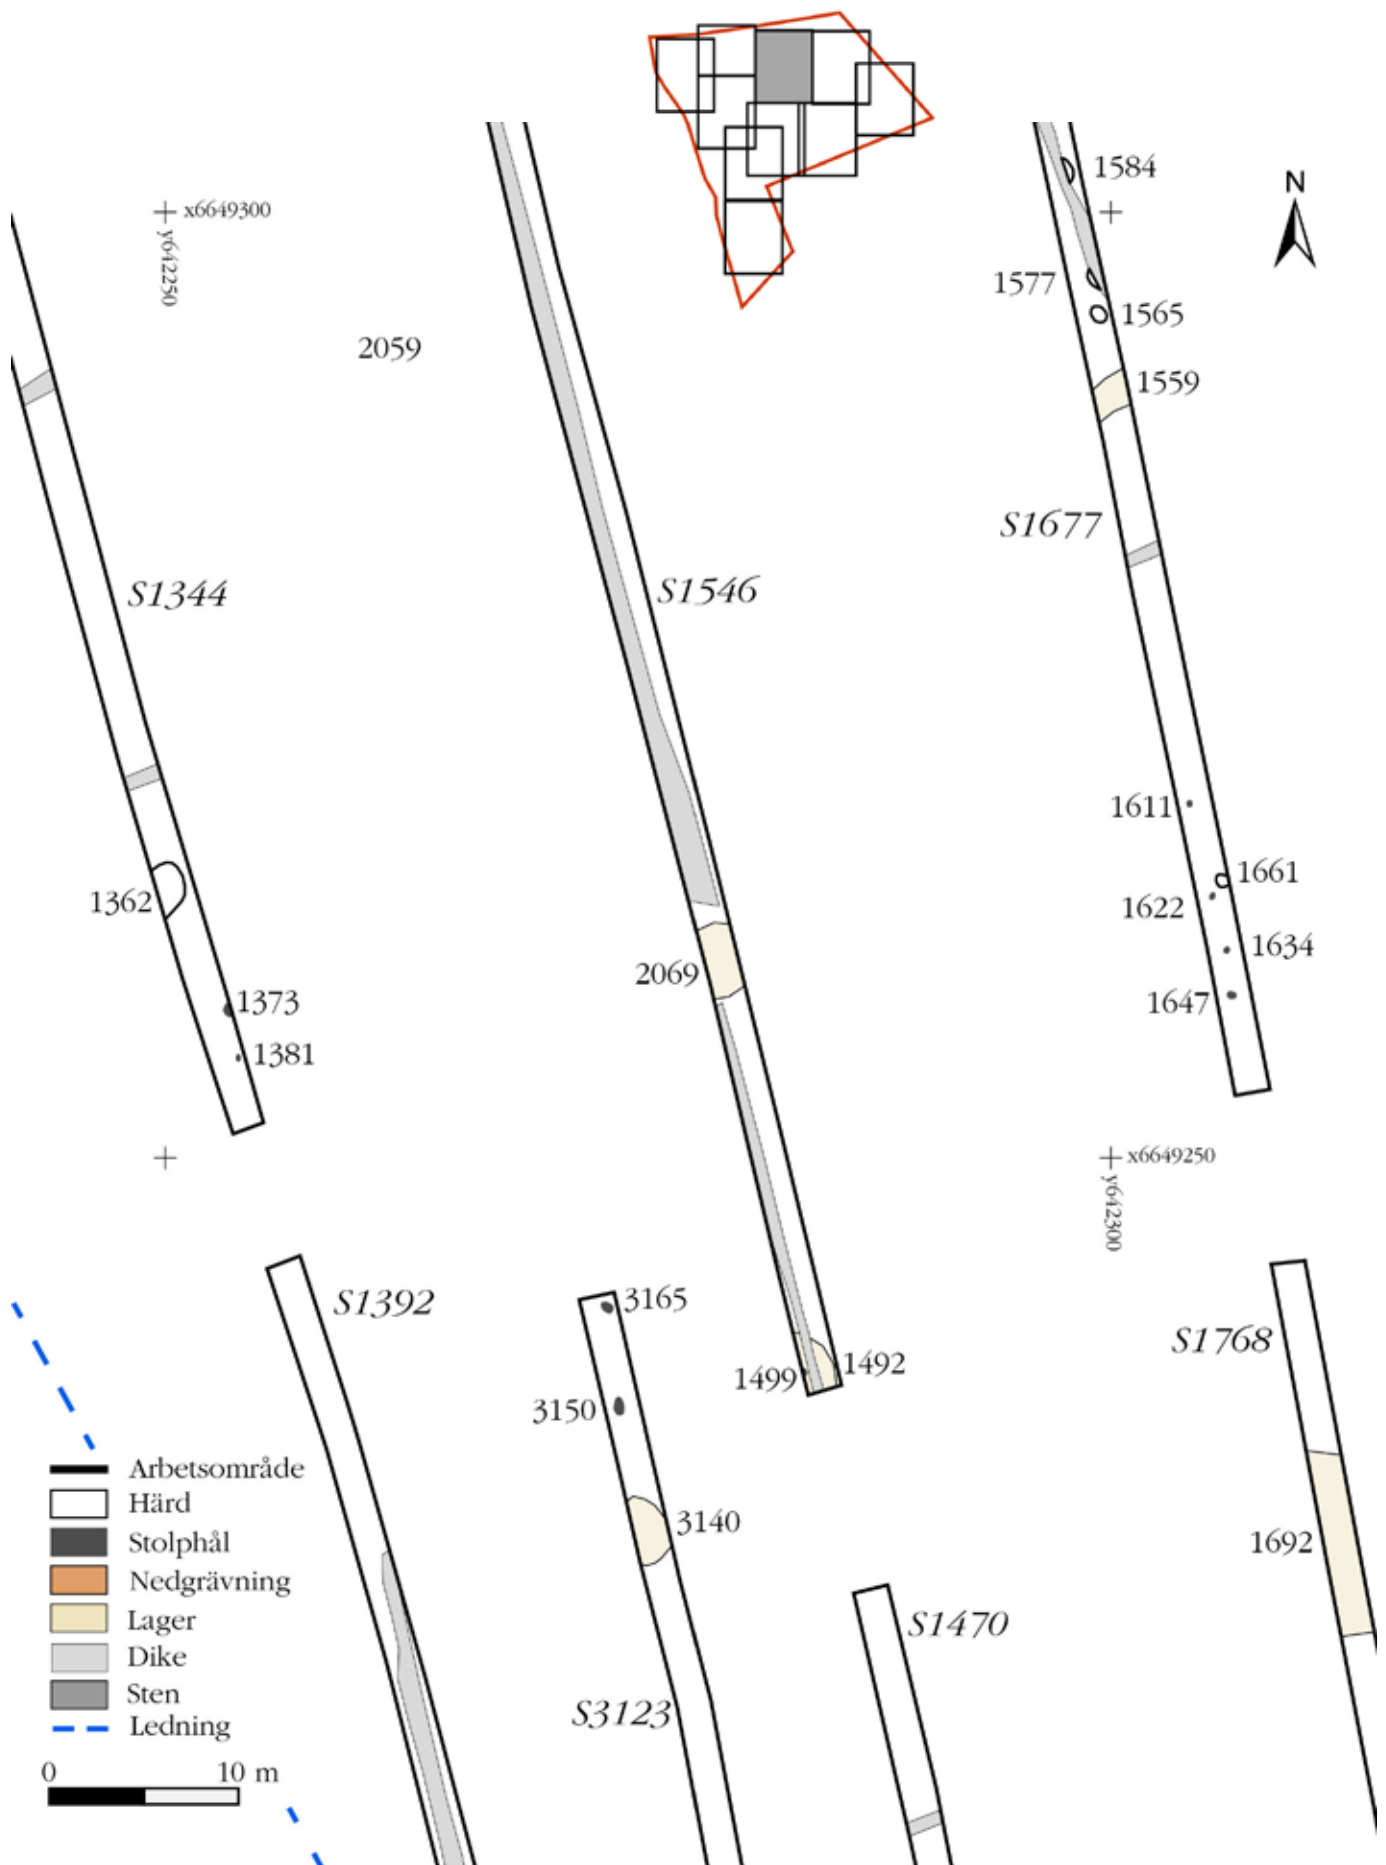 1584
N
x6649300
y642250
1577
1565
2059
1559
S1677
S1344
S1546
1611
1661
1362
1622
1634
2069
1373
1647
1381
x6649250
y642300
S1392
3165
S1768
1492
1499
3150
Arbetsområde
Härd
Stolphål
Nedgrävning
Lager
Dike
Sten
Ledning
3140
1692
S1470
S3123
0 10 m